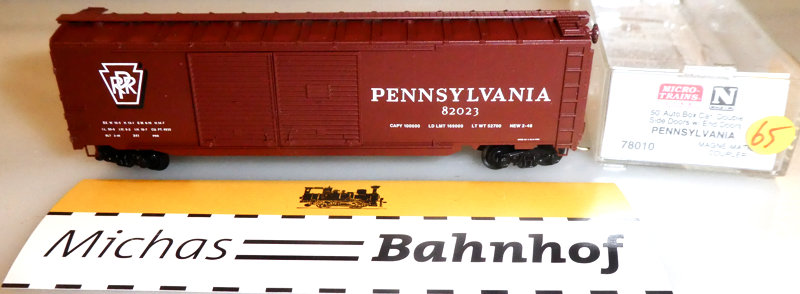 PRR
PENNSYLVANIA
82023
CAPY 100000 LD LMT 169000 LT WT 52700 NEW 2-46
MICRO-TRAINS
N
50' Auto Box Car Double
Side Doors w. End Doors
PENNSYLVANIA
78010
65
Michas Bahnhof